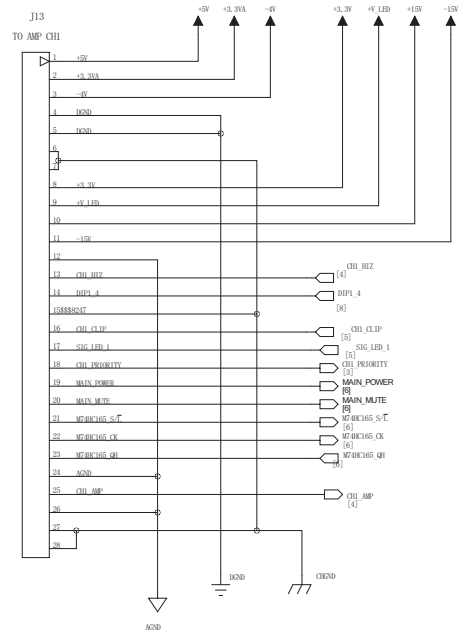 J13
TO AMP CH1
+5V +3.3VA -4V +3.3V +V_LED +15V -15V
1 +5V
2 +3.3VA
3 -4V
4 DGND
5 DGND
6
7
8 +3.3V
9 +V_LED
10
11 -15V
12
13 CH1_HIZ CH1_HIZ
[4]
14 DIP1_4 DIP1_4
[8]
15$$$8247
16 CH1_CLIP CH1_CLIP
[5]
17 SIG_LED_1 SIG_LED_1
[5]
18 CH1_PRIORITY CH1_PRIORITY
[3]
19 MAIN_POWER MAIN_POWER
[6]
20 MAIN_MUTE MAIN_MUTE
[6]
21 M74HC165_S/L̅ M74HC165_S/L̅
[6]
22 M74HC165_CK M74HC165_CK
[6]
23 M74HC165_QH M74HC165_QH
[6]
24 AGND
25 CH1_AMP CH1_AMP
[4]
26
27
28
DGND CHGND
AGND